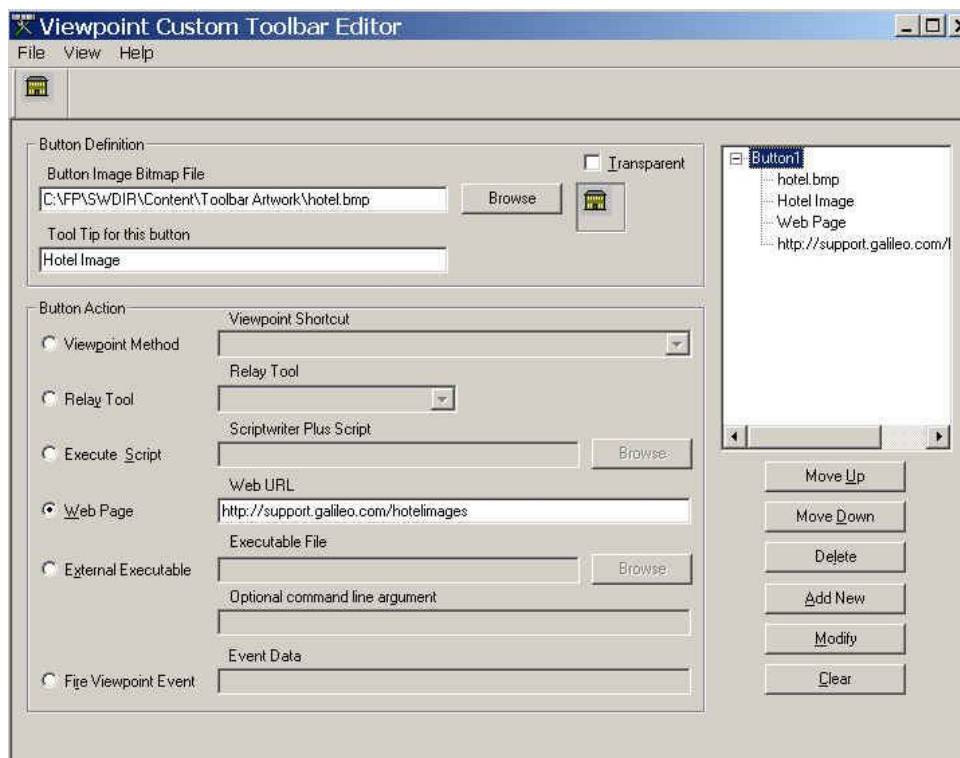 Viewpoint Custom Toolbar Editor
File View Help
Button Definition
Transparent
Button Image Bitmap File
C:\FP\SWDIR\Content\Toolbar Artwork\hotel.bmp
Browse
Tool Tip for this button
Hotel Image
Button Action
Viewpoint Shortcut
Viewpoint Method
Relay Tool
Relay Tool
Scriptwriter Plus Script
Execute Script
Browse
Web URL
Web Page
http://support.galileo.com/hotelimages
Executable File
External Executable
Browse
Optional command line argument
Event Data
Fire Viewpoint Event
Button1
hotel.bmp
Hotel Image
Web Page
http://support.galileo.com/l
Move Up
Move Down
Delete
Add New
Modify
Clear